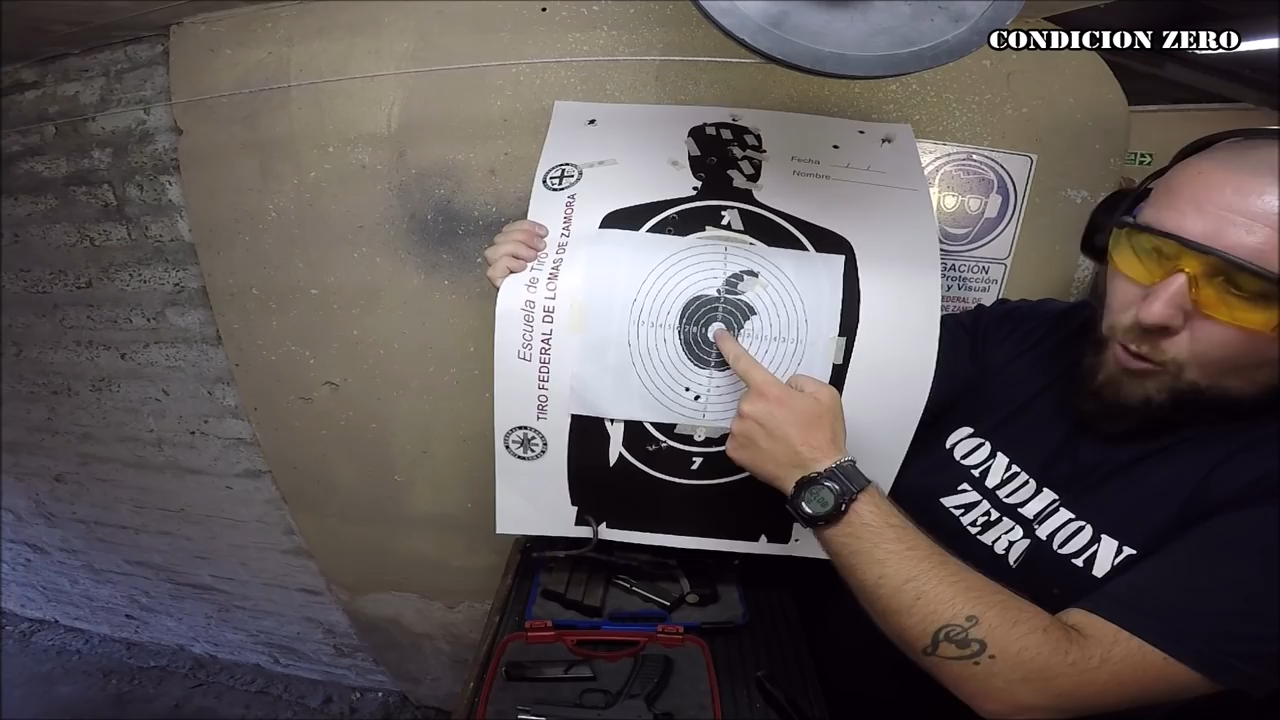 CONDICION ZERO
Fecha
Nombre
Escuela de Tiro
TIRO FEDERAL DE LOMAS DE ZAMORA
8
7
GACIÓN
Protección
y Visual
FEDERAL DE
CONDICION
ZERO